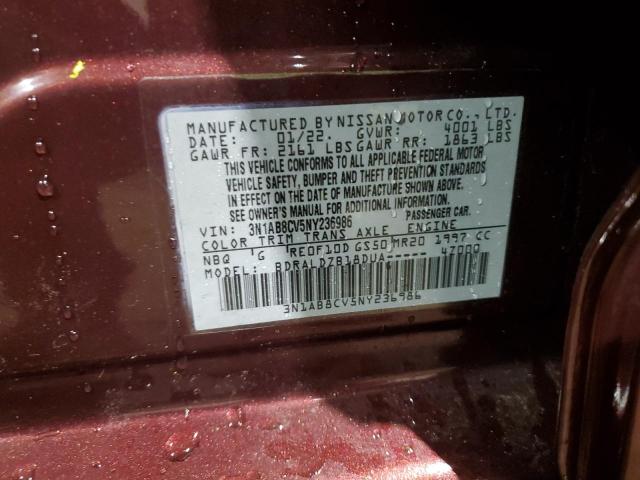 MANUFACTURED BY NISSAN MOTOR CO., LTD.
DATE: 01/22. GVWR: 4001 LBS
GAWR FR: 2161 LBS GAWR RR: 1863 LBS
THIS VEHICLE CONFORMS TO ALL APPLICABLE FEDERAL MOTOR
VEHICLE SAFETY, BUMPER AND THEFT PREVENTION STANDARDS
IN EFFECT ON THE DATE OF MANUFACTURE SHOWN ABOVE.
SEE OWNER'S MANUAL FOR ADDITIONAL INFORMATION.
VIN: 3N1AB8CV5NY236986 PASSENGER CAR.
COLOR TRIM TRANS AXLE ENGINE
NBQ G RE0F10D GS50 MR20 1997 CC
MODEL: BDRALDZB18DUA----- 47000
3N1AB8CV5NY236986